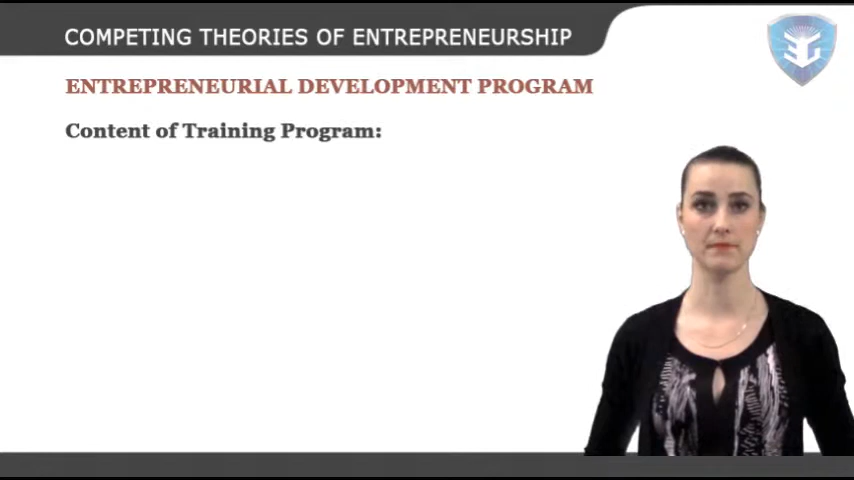 COMPETING THEORIES OF ENTREPRENEURSHIP
ENTREPRENEURIAL DEVELOPMENT PROGRAM
Content of Training Program: